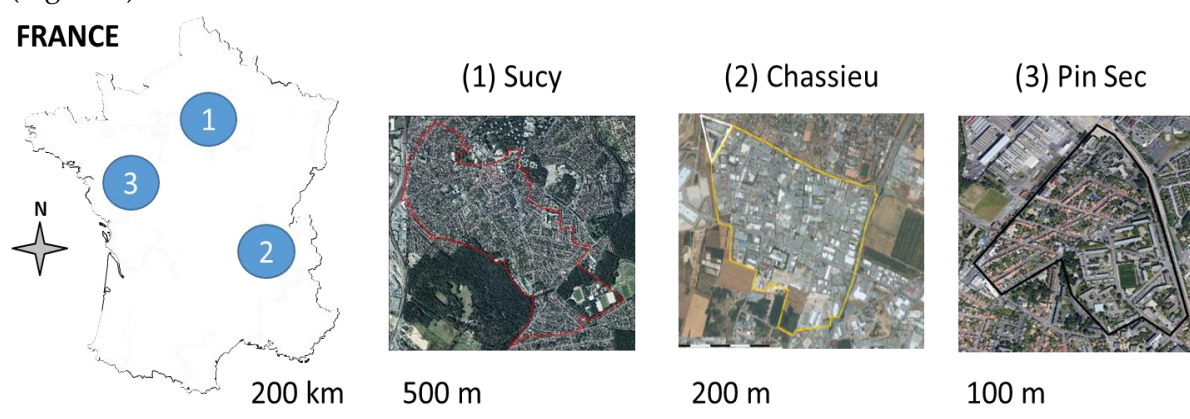 FRANCE
(1) Sucy
(2) Chassieu
(3) Pin Sec
1
3
N
2
200 km
500 m
200 m
100 m